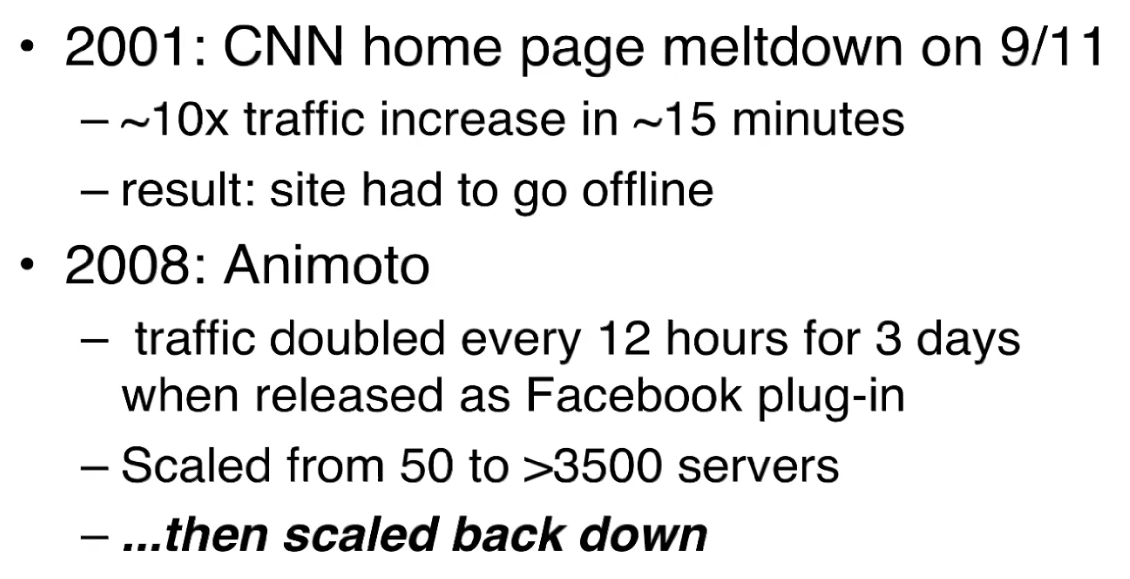 • 2001: CNN home page meltdown on 9/11
– ~10x traffic increase in ~15 minutes
– result: site had to go offline
• 2008: Animoto
– traffic doubled every 12 hours for 3 days
when released as Facebook plug-in
– Scaled from 50 to >3500 servers
– ...then scaled back down